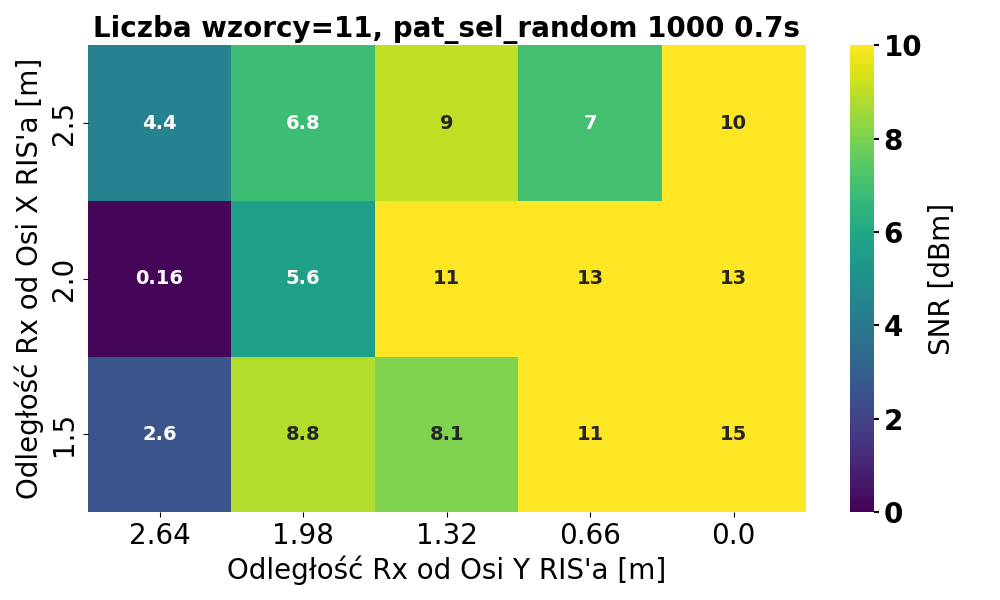 Liczba wzorcy=11, pat_sel_random 1000 0.7s
Odległość Rx od Osi X RIS'a [m]
2.5
4.4 6.8 9 7 10
2.0
0.16 5.6 11 13 13
1.5
2.6 8.8 8.1 11 15
2.64 1.98 1.32 0.66 0.0
Odległość Rx od Osi Y RIS'a [m]
10
8
6
4
2
0
SNR [dBm]